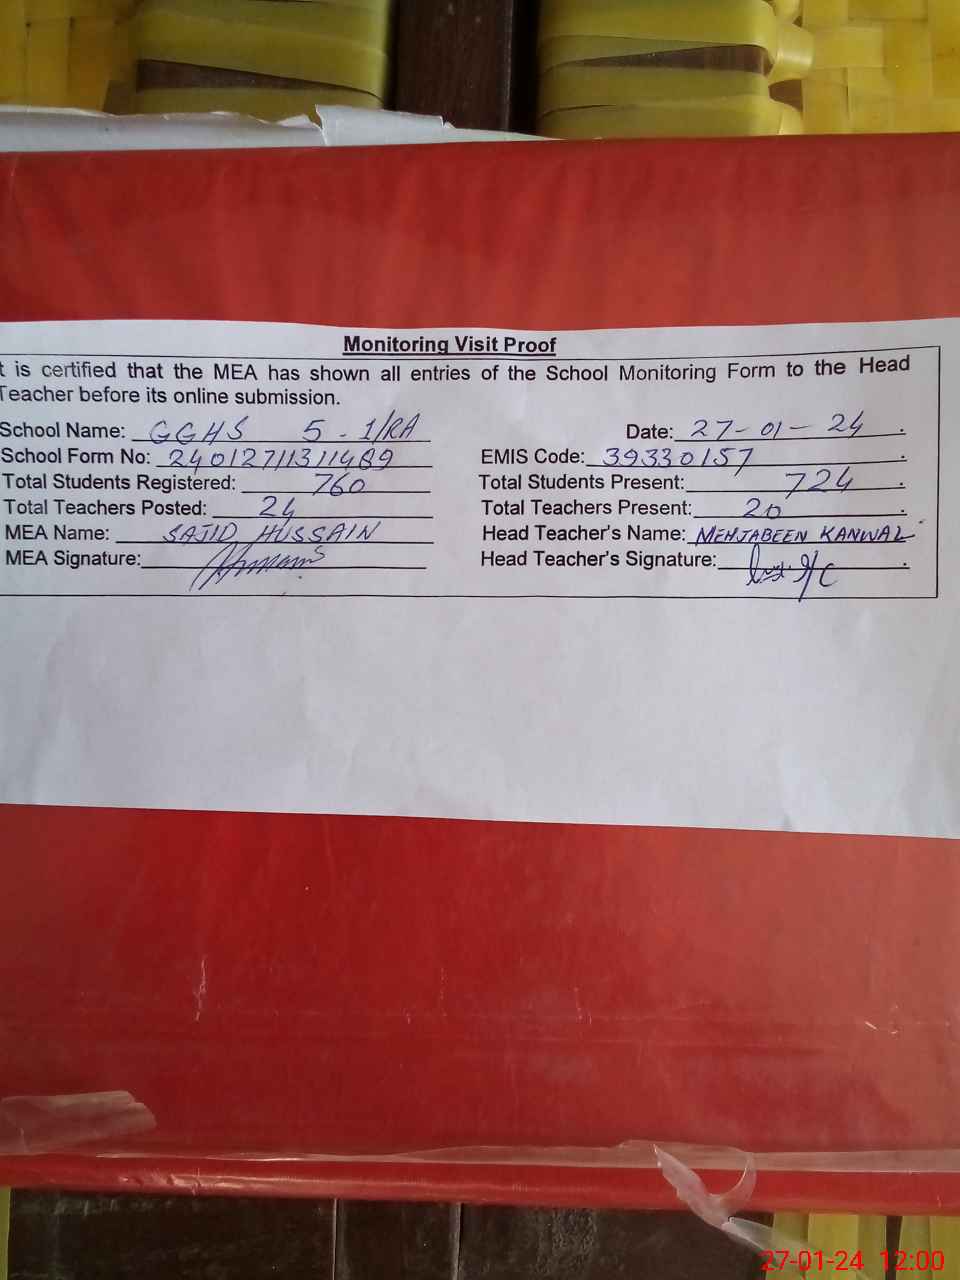 Monitoring Visit Proof
t is certified that the MEA has shown all entries of the School Monitoring Form to the Head
Teacher before its online submission.
School Name: GGHS 5-1/RA Date: 27-01-24
School Form No: 240127111311489 EMIS Code: 39330157
Total Students Registered: 760 Total Students Present: 724
Total Teachers Posted: 24 Total Teachers Present: 20
MEA Name: SAJID HUSSAIN Head Teacher's Name: MEHJABEEN KANWAL
MEA Signature: Head Teacher's Signature: I/C
27-01-24 12:00